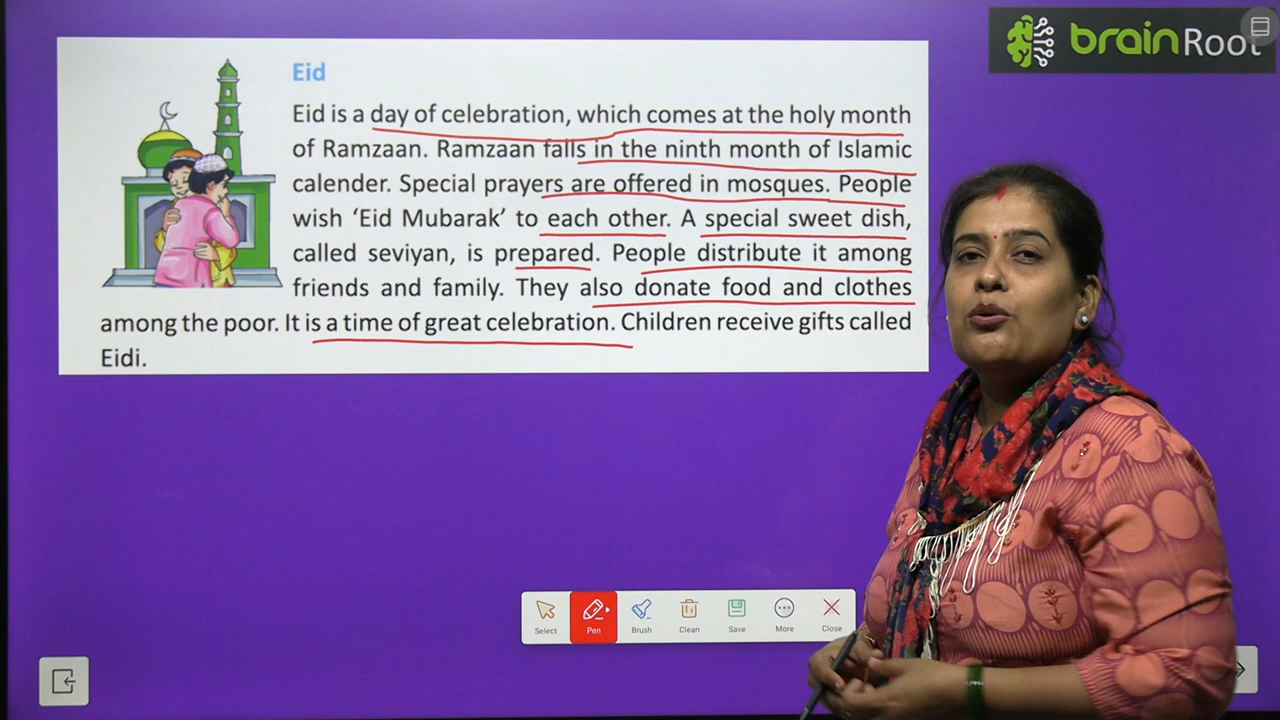 brainRoot
Eid
Eid is a day of celebration, which comes at the holy month
of Ramzaan. Ramzaan falls in the ninth month of Islamic
calender. Special prayers are offered in mosques. People
wish ‘Eid Mubarak’ to each other. A special sweet dish,
called seviyan, is prepared. People distribute it among
friends and family. They also donate food and clothes
among the poor. It is a time of great celebration. Children receive gifts called
Eidi.
Select Pen Brush Clean Save More Close